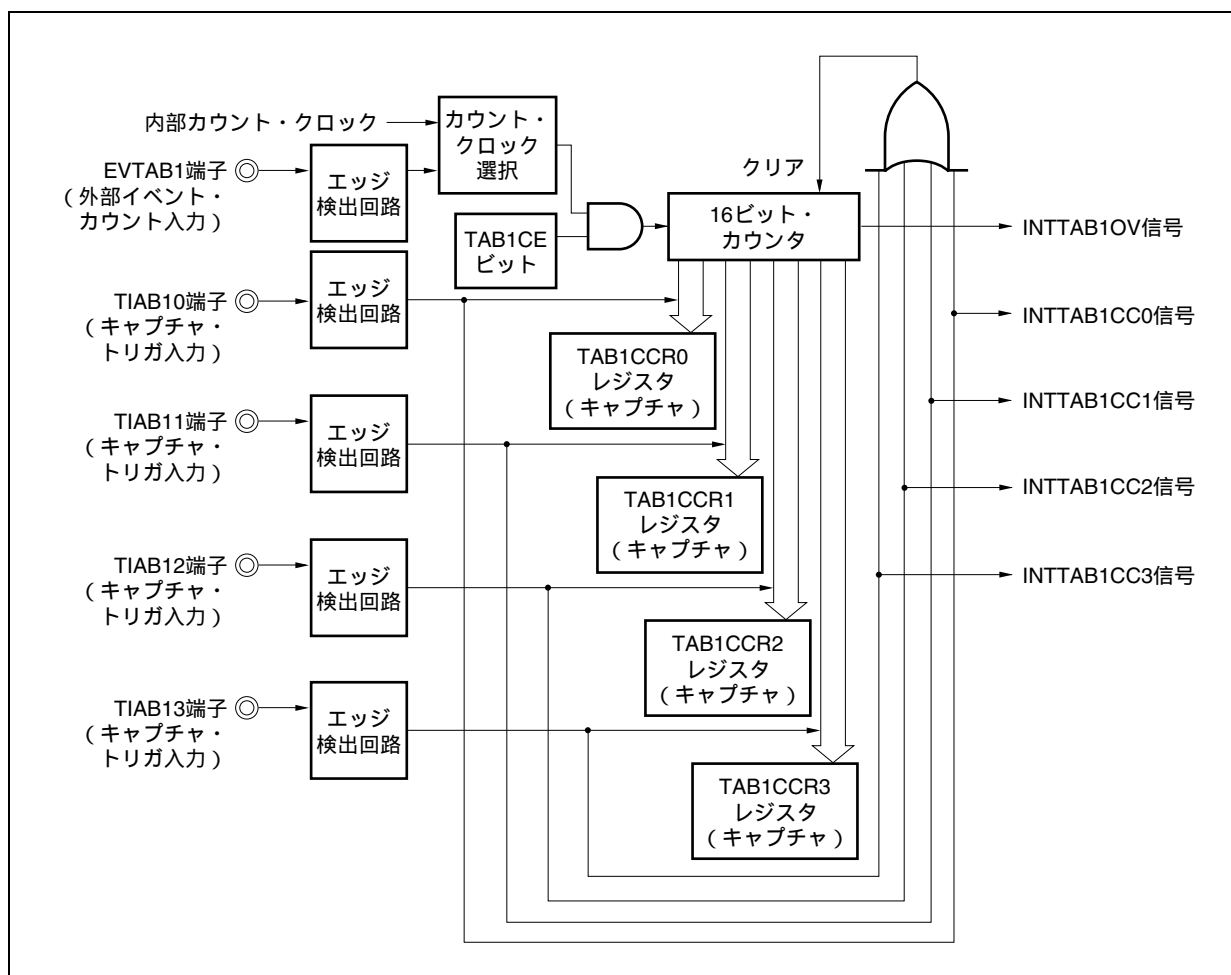 内部カウント・クロック
カウント・
クロック
選択
EVTAB1端子
(外部イベント・
カウント入力)
エッジ
検出回路
TAB1CE
ビット
クリア
16ビット・
カウンタ
INTTAB1OV信号
TIAB10端子
(キャプチャ・
トリガ入力)
エッジ
検出回路
TAB1CCR0
レジスタ
(キャプチャ)
INTTAB1CC0信号
TIAB11端子
(キャプチャ・
トリガ入力)
エッジ
検出回路
TAB1CCR1
レジスタ
(キャプチャ)
INTTAB1CC1信号
TIAB12端子
(キャプチャ・
トリガ入力)
エッジ
検出回路
TAB1CCR2
レジスタ
(キャプチャ)
INTTAB1CC2信号
TIAB13端子
(キャプチャ・
トリガ入力)
エッジ
検出回路
TAB1CCR3
レジスタ
(キャプチャ)
INTTAB1CC3信号